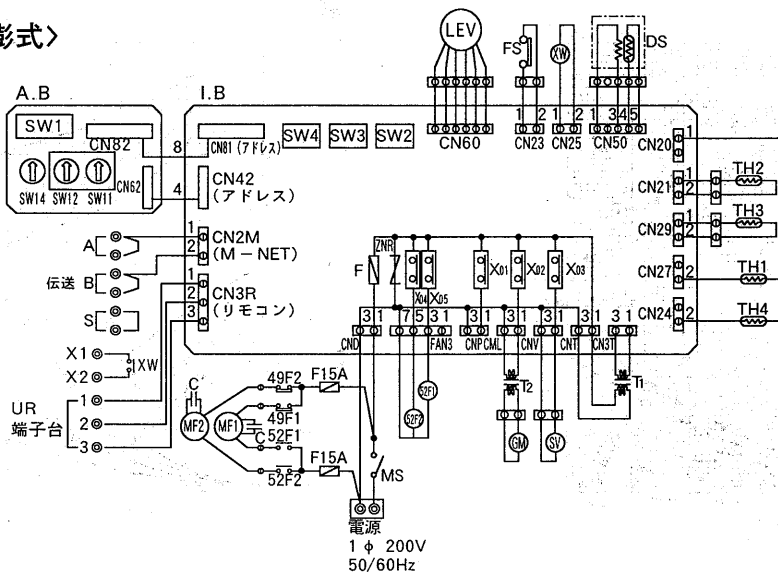 彭式〉
LEV
FS
XW
DS
A.B
I.B
SW1
CN82
8
CN81 (アドレス)
SW4
SW3
SW2
CN60
1 2
CN23
1 2
CN25
1 3 4 5
CN50
CN20
1
SW14
SW12
SW11
CN62
4
CN42
(アドレス)
CN21
1
2
TH2
CN29
1
2
TH3
A
1
2
CN2M
(M-NET)
伝送 B
1
2
3
CN3R
(リモコン)
S
ZNR
F
X04
X05
X01
X02
X03
CN27
1
2
TH1
CN24
2
TH4
3 1
CND
7 5 3 1
FAN3
3 1
CNP
3 1
CML
3 1
CNV
3 1
CNT
3 1
CN3T
X1
X2
XW
UR
端子台
1
2
3
C
49F2
F15A
MF2
MF1
49F1
C
52F1
52F2
F15A
MS
52F1
52F2
T2
GM
SV
T1
電源
1 φ 200V
50/60Hz